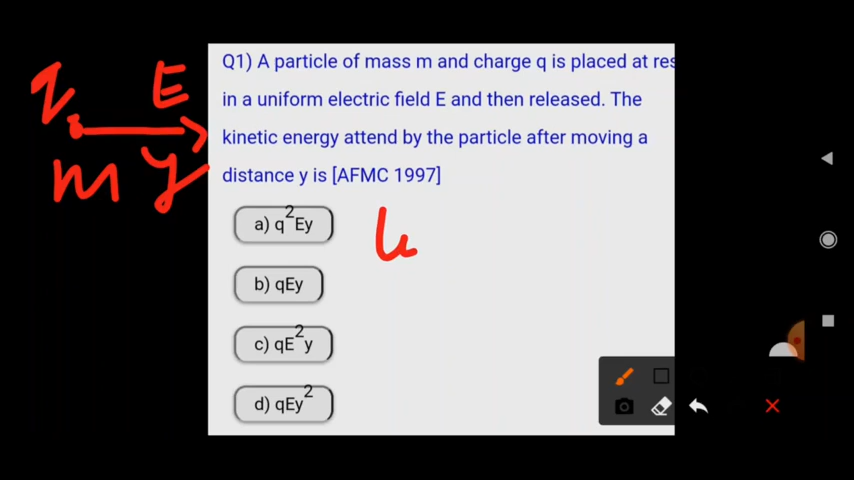 Q1) A particle of mass m and charge q is placed at res
in a uniform electric field E and then released. The
kinetic energy attend by the particle after moving a
distance y is [AFMC 1997]
a) q²Ey
b) qEy
c) qE²y
d) qEy²
q E
m y